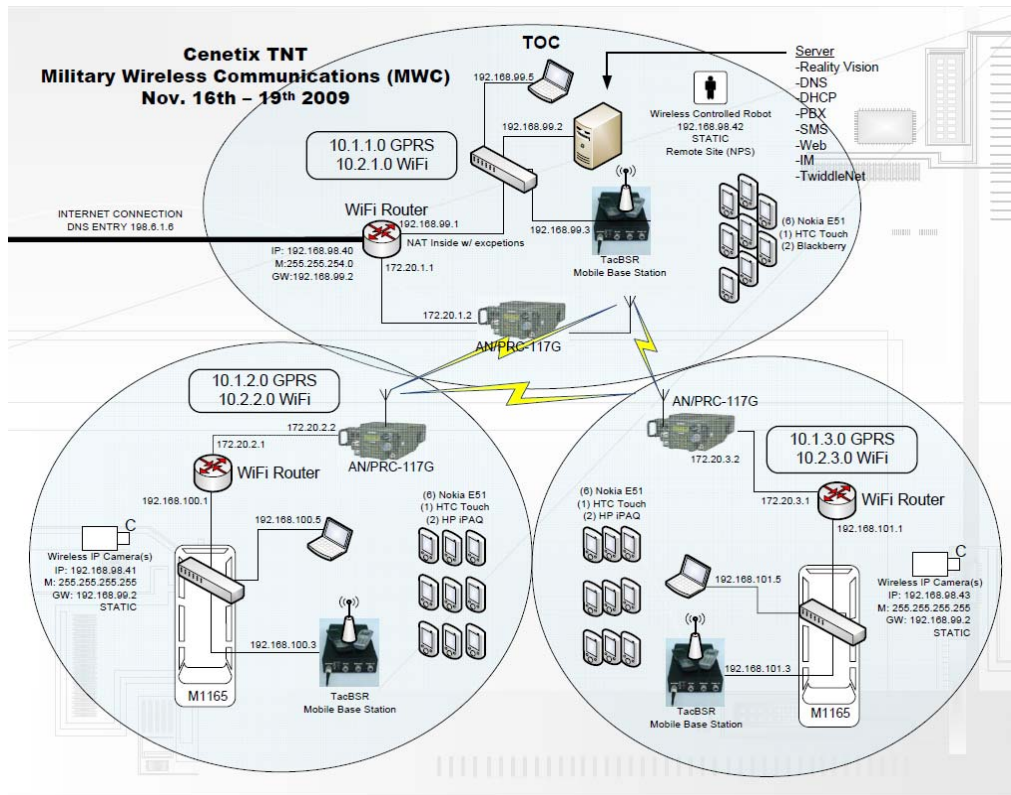 Cenetix TNT
Military Wireless Communications (MWC)
Nov. 16th – 19th 2009
TOC
192.168.99.5
192.168.99.2
10.1.1.0 GPRS
10.2.1.0 WiFi
Wireless Controlled Robot
192.168.98.42
STATIC
Remote Site (NPS)
Server
-Reality Vision
-DNS
-DHCP
-PBX
-SMS
-Web
-IM
-TwiddleNet
INTERNET CONNECTION
DNS ENTRY 198.6.1.6
WiFi Router
192.168.99.1
NAT Inside w/ excpetions
IP: 192.168.98.40
M:255.255.254.0
GW:192.168.99.2
172.20.1.1
192.168.99.3
TacBSR
Mobile Base Station
(6) Nokia E51
(1) HTC Touch
(2) Blackberry
172.20.1.2
AN/PRC-117G
10.1.2.0 GPRS
10.2.2.0 WiFi
172.20.2.2
172.20.2.1
AN/PRC-117G
WiFi Router
192.168.100.1
192.168.100.5
(6) Nokia E51
(1) HTC Touch
(2) HP iPAQ
C
Wireless IP Camera(s)
IP: 192.168.98.41
M: 255.255.255.255
GW: 192.168.99.2
STATIC
192.168.100.3
M1165
TacBSR
Mobile Base Station
AN/PRC-117G
172.20.3.2
10.1.3.0 GPRS
10.2.3.0 WiFi
172.20.3.1
WiFi Router
192.168.101.1
(6) Nokia E51
(1) HTC Touch
(2) HP iPAQ
192.168.101.5
C
Wireless IP Camera(s)
IP: 192.168.98.43
M: 255.255.255.255
GW: 192.168.99.2
STATIC
192.168.101.3
TacBSR
Mobile Base Station
M1165